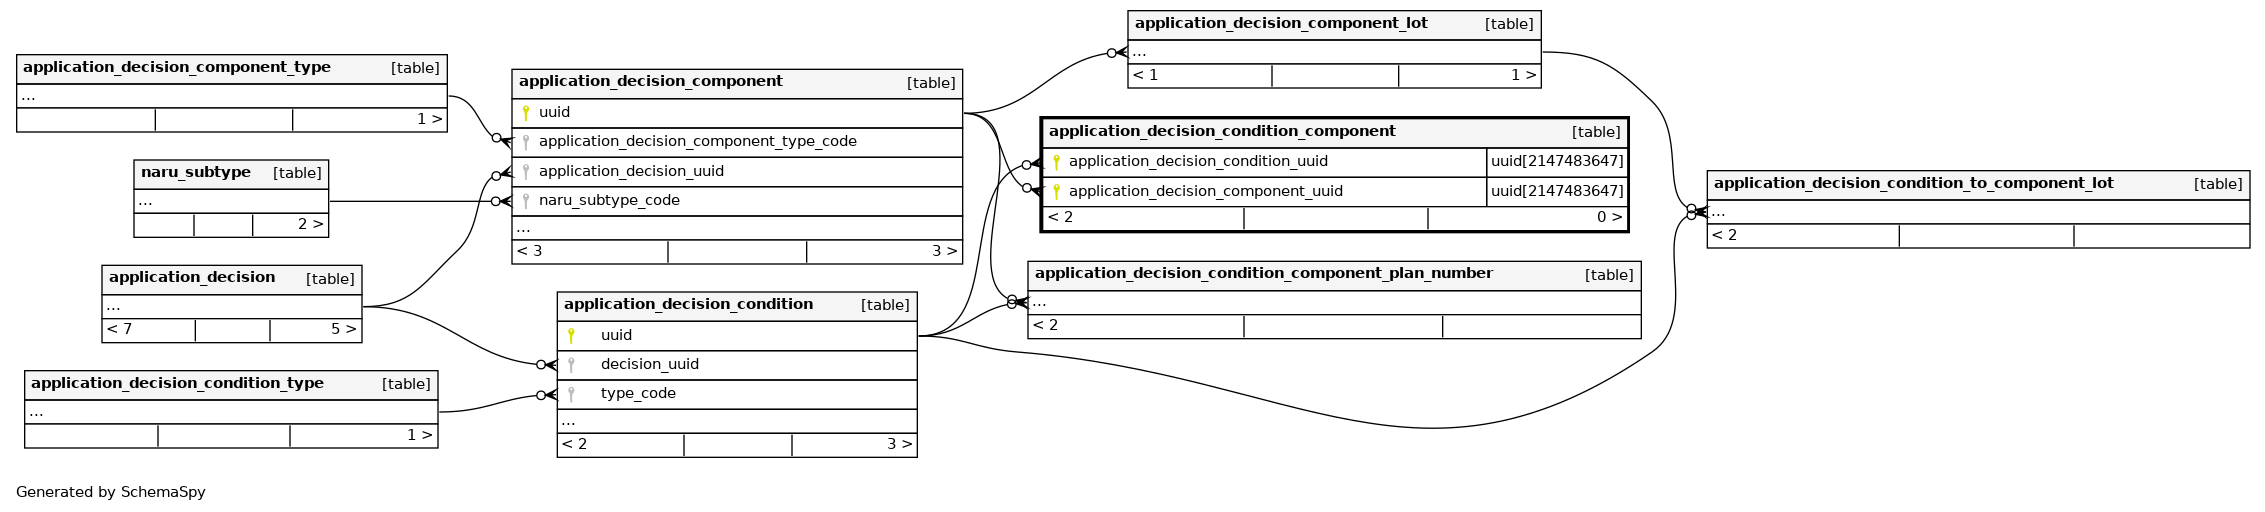 application_decision_component_type [table]
...
1 >
naru_subtype [table]
...
2 >
application_decision [table]
...
< 7 5 >
application_decision_condition_type [table]
...
1 >
application_decision_component [table]
uuid
application_decision_component_type_code
application_decision_uuid
naru_subtype_code
...
< 3 3 >
application_decision_condition [table]
uuid
decision_uuid
type_code
...
< 2 3 >
application_decision_component_lot [table]
...
< 1 1 >
application_decision_condition_component [table]
application_decision_condition_uuid uuid[2147483647]
application_decision_component_uuid uuid[2147483647]
< 2 0 >
application_decision_condition_component_plan_number [table]
...
< 2
application_decision_condition_to_component_lot [table]
...
< 2
Generated by SchemaSpy